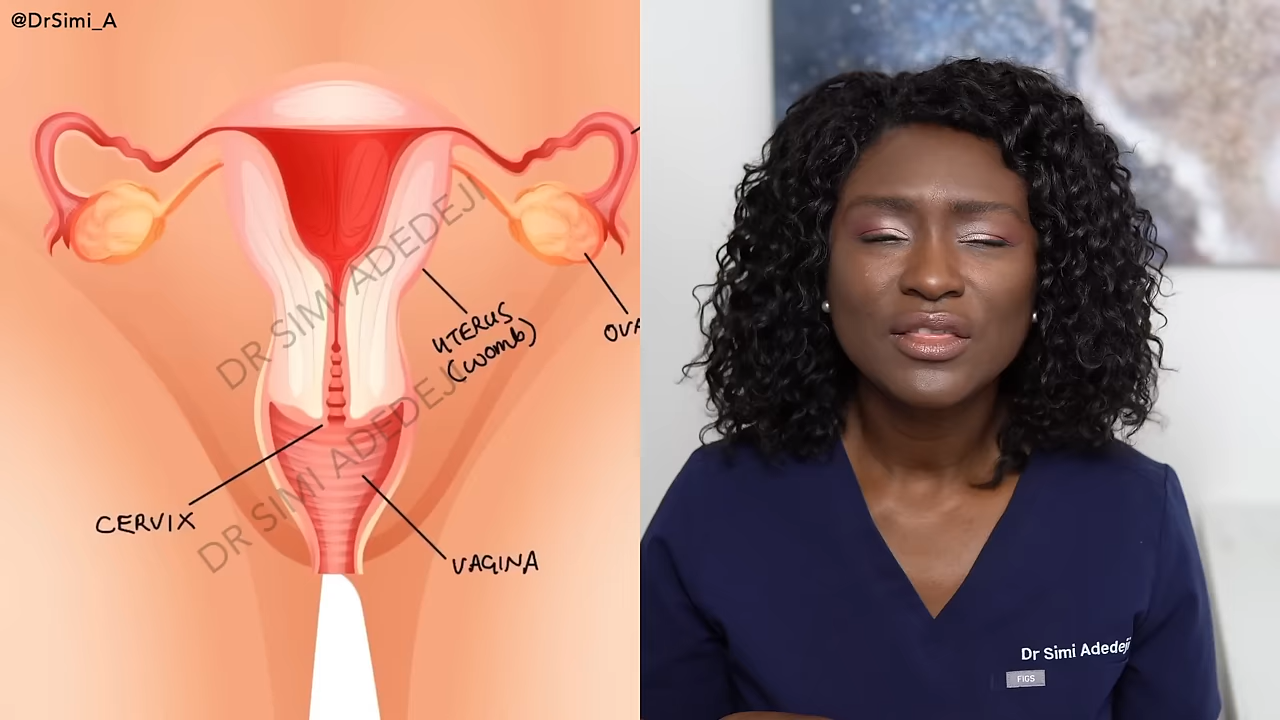 @DrSimi_A
DR SIMI ADEDEJI
UTERUS
(womb)
OVA
DR SIMI ADEDEJI
CERVIX
VAGINA
Dr Simi Adedeji
FIGS